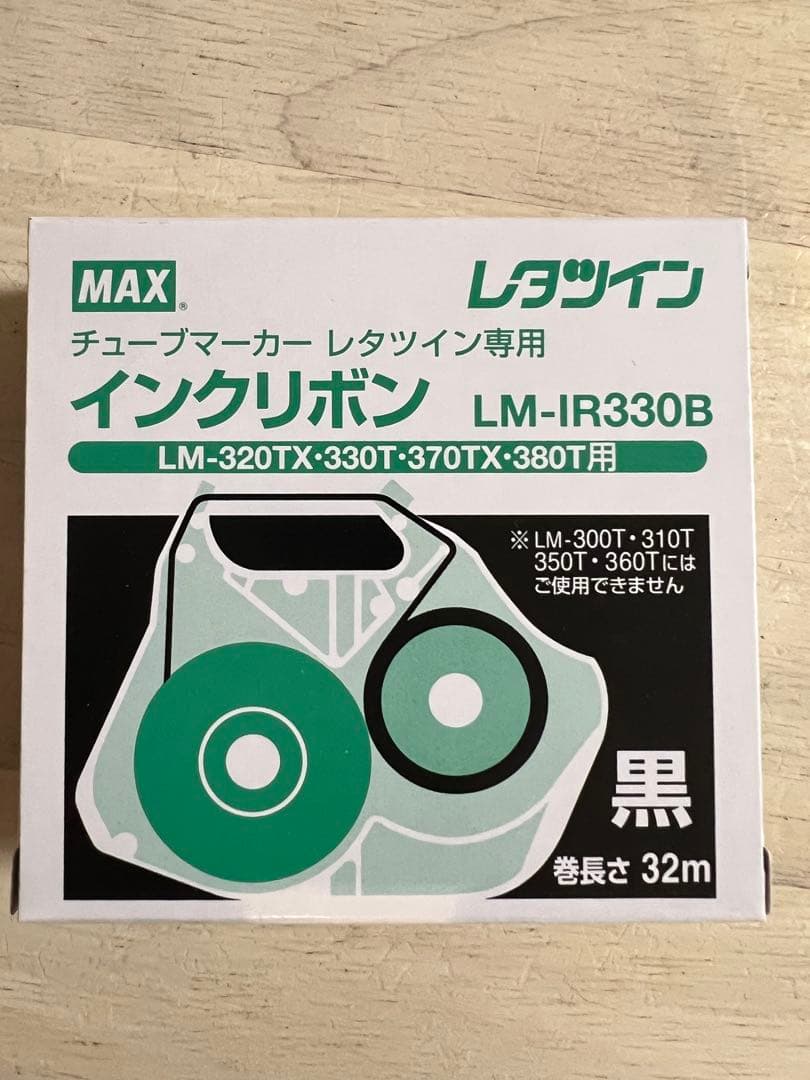 MAX®
レタツイン
チューブマーカー レタツイン専用
インクリボン LM-IR330B
LM-320TX・330T・370TX・380T用
※LM-300T・310T
350T・360Tには
ご使用できません
黒
巻長さ 32m